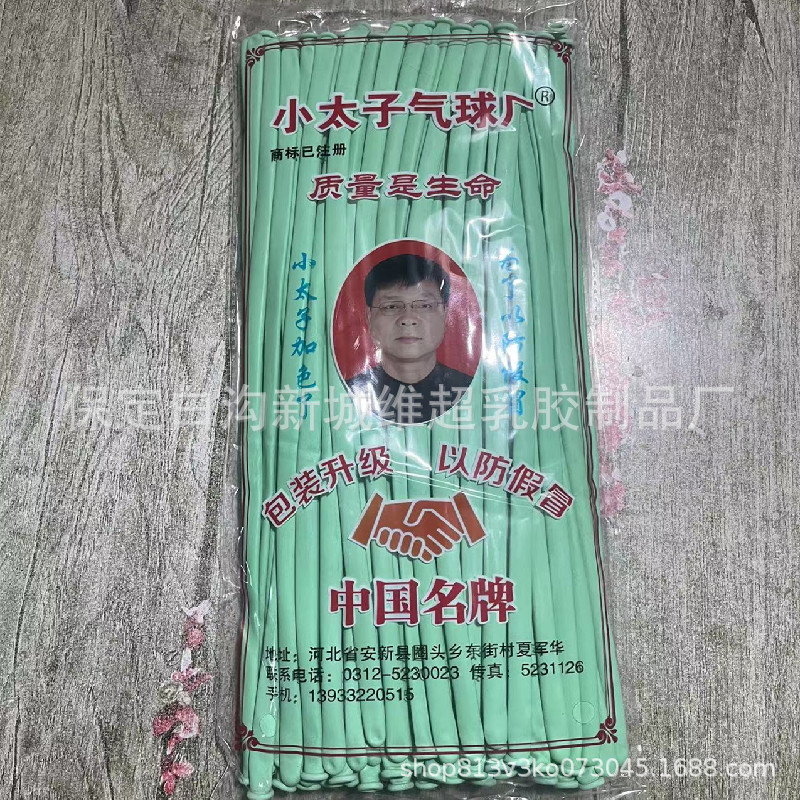 小太子气球厂®
商标已注册
质量是生命
小太子加色了
保定白沟新城维超乳胶制品厂
包装升级 以防假冒
中国名牌
地址：河北省安新县圈头乡东街村夏军华
联系电话：0312-5230023 传真：5231126
手机：13933220515
shop813v3ko073045.1688.com